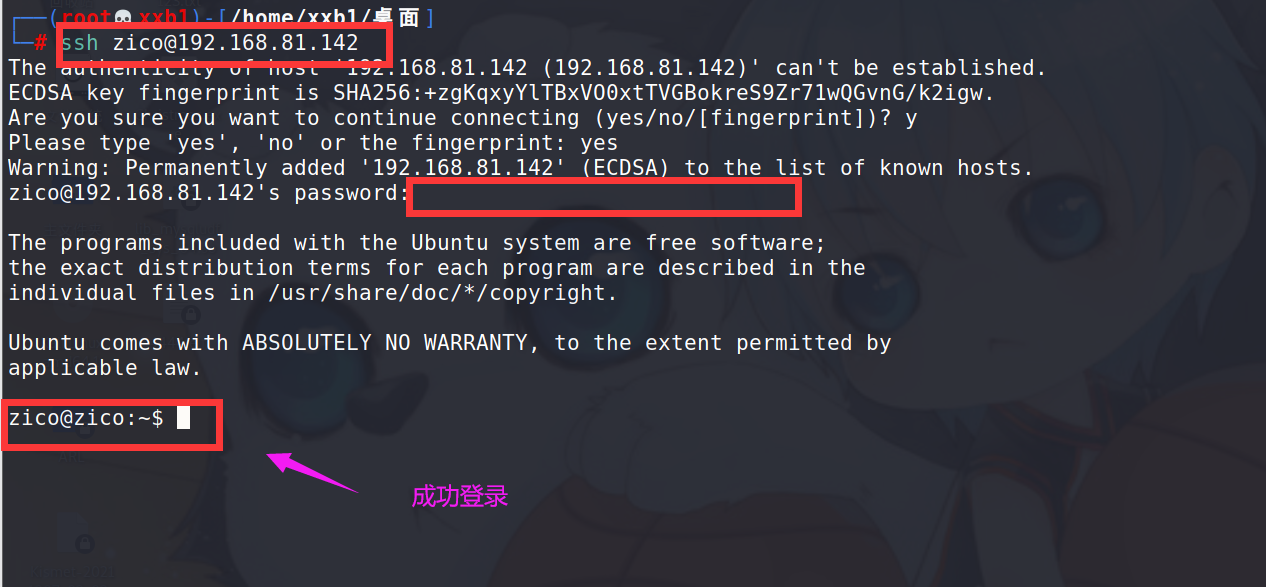 ┌──(root💀xxb1)-[/home/xxb1/桌面]
└─# ssh zico@192.168.81.142
The authenticity of host '192.168.81.142 (192.168.81.142)' can't be established.
ECDSA key fingerprint is SHA256:+zgKqxyYlTBxVO0xtTVGBokreS9Zr71wQGvnG/k2igw.
Are you sure you want to continue connecting (yes/no/[fingerprint])? y
Please type 'yes', 'no' or the fingerprint: yes
Warning: Permanently added '192.168.81.142' (ECDSA) to the list of known hosts.
zico@192.168.81.142's password:
The programs included with the Ubuntu system are free software;
the exact distribution terms for each program are described in the
individual files in /usr/share/doc/*/copyright.
Ubuntu comes with ABSOLUTELY NO WARRANTY, to the extent permitted by
applicable law.
zico@zico:~$
成功登录